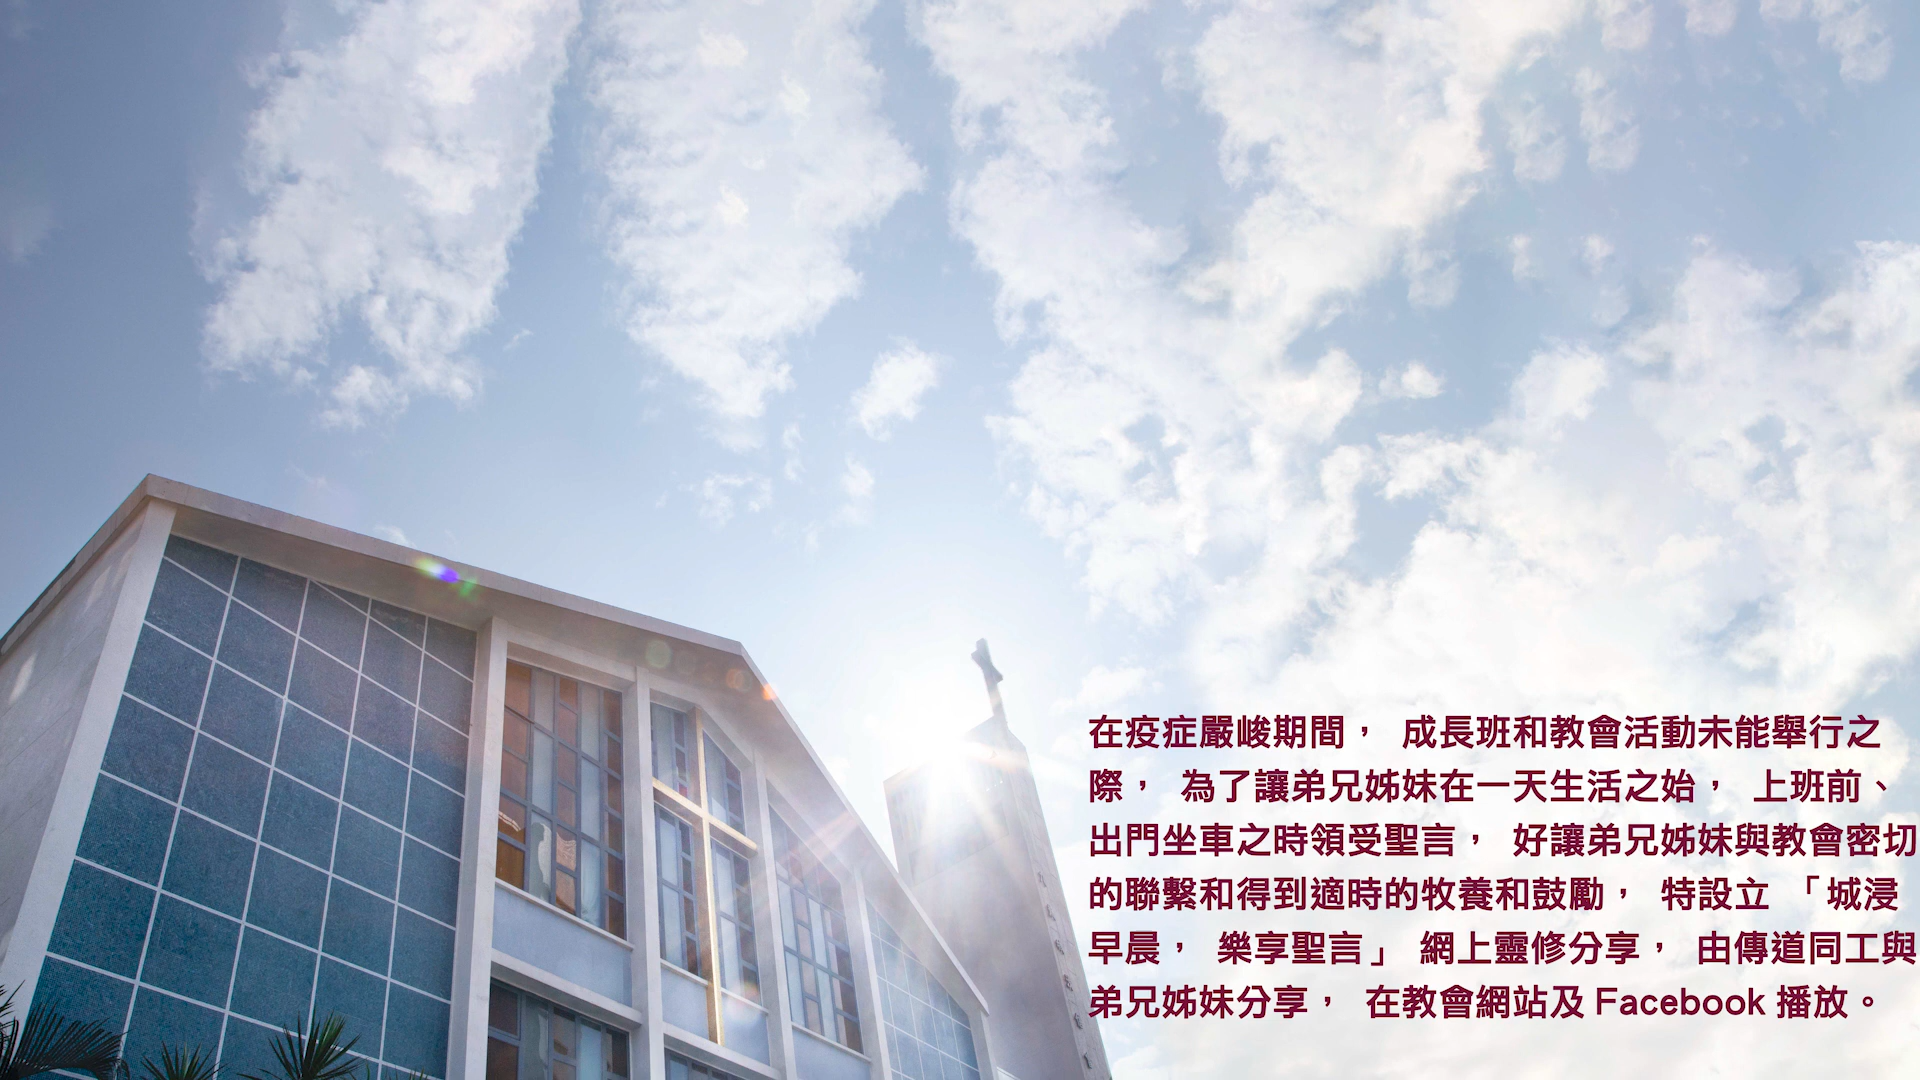 在疫症嚴峻期間， 成長班和教會活動未能舉行之
際， 為了讓弟兄姊妹在一天生活之始， 上班前、
出門坐車之時領受聖言， 好讓弟兄姊妹與教會密切
的聯繫和得到適時的牧養和鼓勵， 特設立 「城浸
早晨， 樂享聖言」 網上靈修分享， 由傳道同工與
弟兄姊妹分享， 在教會網站及 Facebook 播放。